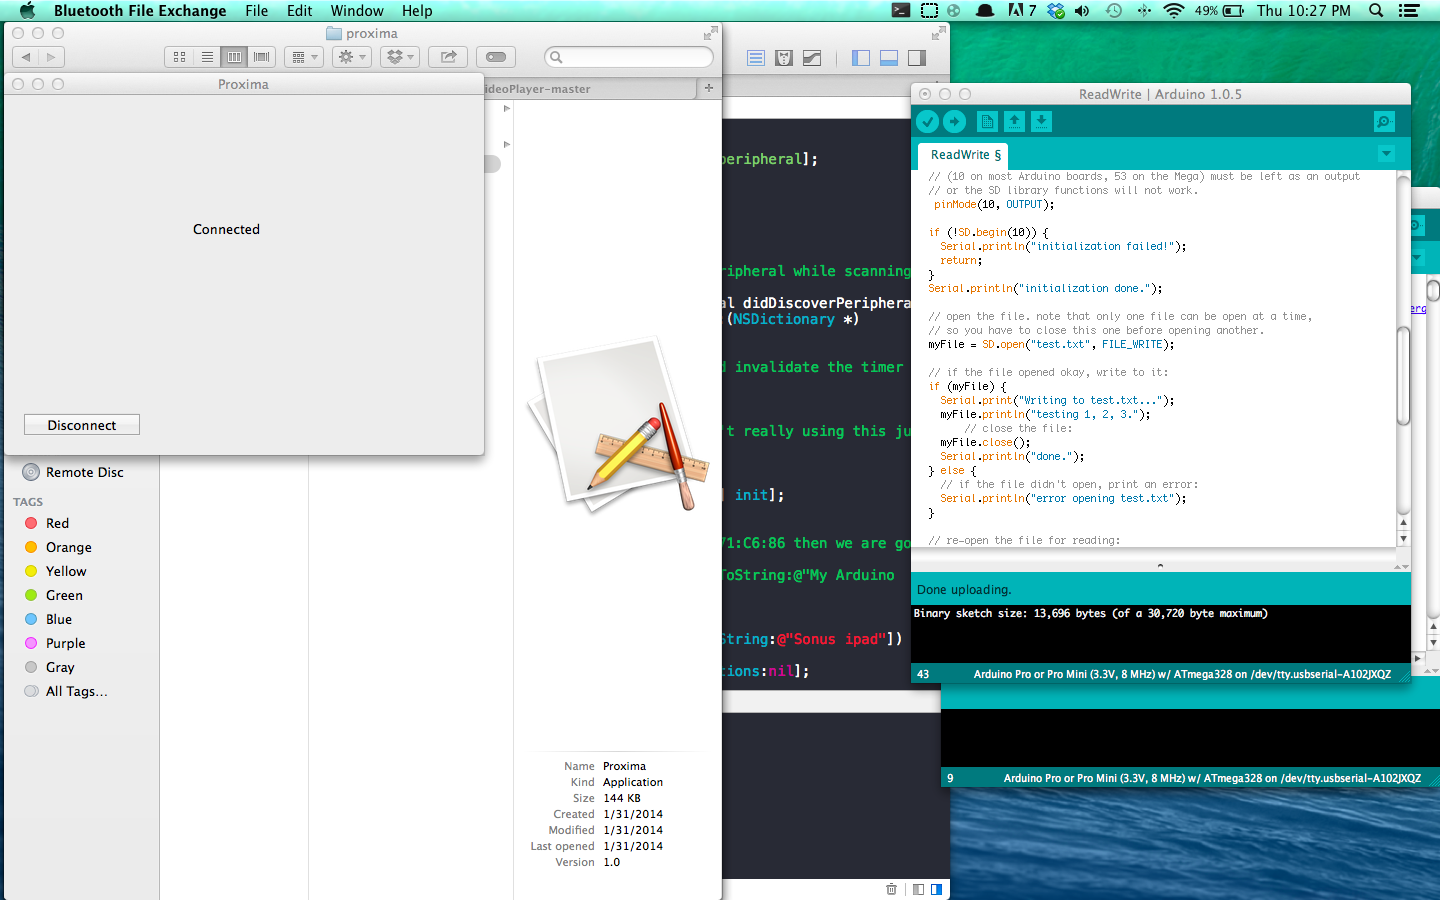 Bluetooth File Exchange File Edit Window Help
7 49% Thu 10:27 PM
proxima
Proxima
ideoPlayer-master
Connected
Disconnect
Remote Disc
TAGS
Red
Orange
Yellow
Green
Blue
Purple
Gray
All Tags...
Name Proxima
Kind Application
Size 144 KB
Created 1/31/2014
Modified 1/31/2014
Last opened 1/31/2014
Version 1.0
eripheral];
ripheral while scanning
al didDiscoverPeriphera
(NSDictionary *)
d invalidate the timer
't really using this ju
init];
71:C6:86 then we are go
ToString:@"My Arduino
String:@"Sonus ipad"])
tions:nil];
ReadWrite | Arduino 1.0.5
ReadWrite §
// (10 on most Arduino boards, 53 on the Mega) must be left as an output
// or the SD library functions will not work.
pinMode(10, OUTPUT);
if (!SD.begin(10)) {
Serial.println("initialization failed!");
return;
}
Serial.println("initialization done.");
// open the file. note that only one file can be open at a time,
// so you have to close this one before opening another.
myFile = SD.open("test.txt", FILE_WRITE);
// if the file opened okay, write to it:
if (myFile) {
Serial.print("Writing to test.txt...");
myFile.println("testing 1, 2, 3.");
// close the file:
myFile.close();
Serial.println("done.");
} else {
// if the file didn't open, print an error:
Serial.println("error opening test.txt");
}
// re-open the file for reading:
Done uploading.
Binary sketch size: 13,696 bytes (of a 30,720 byte maximum)
43 Arduino Pro or Pro Mini (3.3V, 8 MHz) w/ ATmega328 on /dev/tty.usbserial-A102JXQZ
9 Arduino Pro or Pro Mini (3.3V, 8 MHz) w/ ATmega328 on /dev/tty.usbserial-A102JXQZ